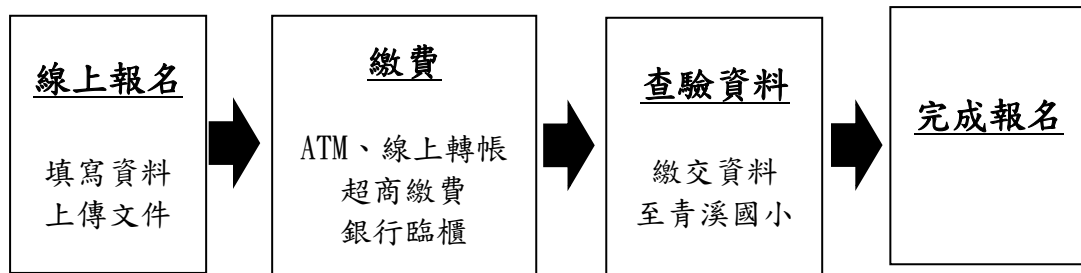 線上報名
填寫資料
上傳文件
繳費
ATM、線上轉帳
超商繳費
銀行臨櫃
查驗資料
繳交資料
至青溪國小
完成報名